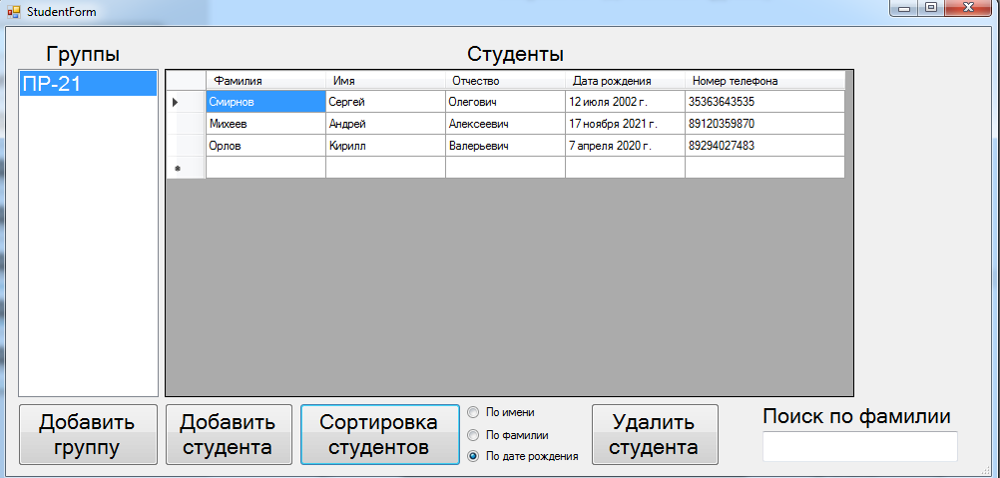 StudentForm
Группы
Студенты
ПР-21
Фамилия Имя Отчество Дата рождения Номер телефона
Смирнов Сергей Олегович 12 июля 2002 г. 35363643535
Михеев Андрей Алексеевич 17 ноября 2021 г. 89120359870
Орлов Кирилл Валерьевич 7 апреля 2020 г. 89294027483
Добавить
группу
Добавить
студента
Сортировка
студентов
По имени
По фамилии
По дате рождения
Удалить
студента
Поиск по фамилии